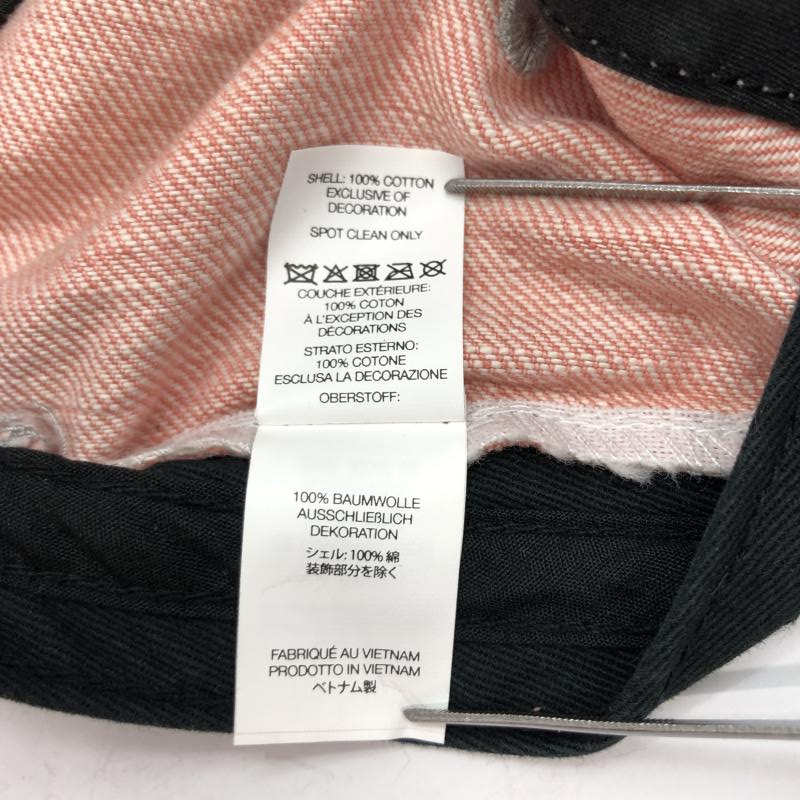 SHELL: 100% COTTON
EXCLUSIVE OF
DECORATION
SPOT CLEAN ONLY
COUCHE EXTÉRIEURE:
100% COTON
À L'EXCEPTION DES
DÉCORATIONS
STRATO ESTÉRNO:
100% COTONE
ESCLUSA LA DECORAZIONE
OBERSTOFF:
100% BAUMWOLLE
AUSSCHLIEẞLICH
DEKORATION
シェル: 100% 綿
装飾部分を除く
FABRIQUÉ AU VIETNAM
PRODOTTO IN VIETNAM
ベトナム製